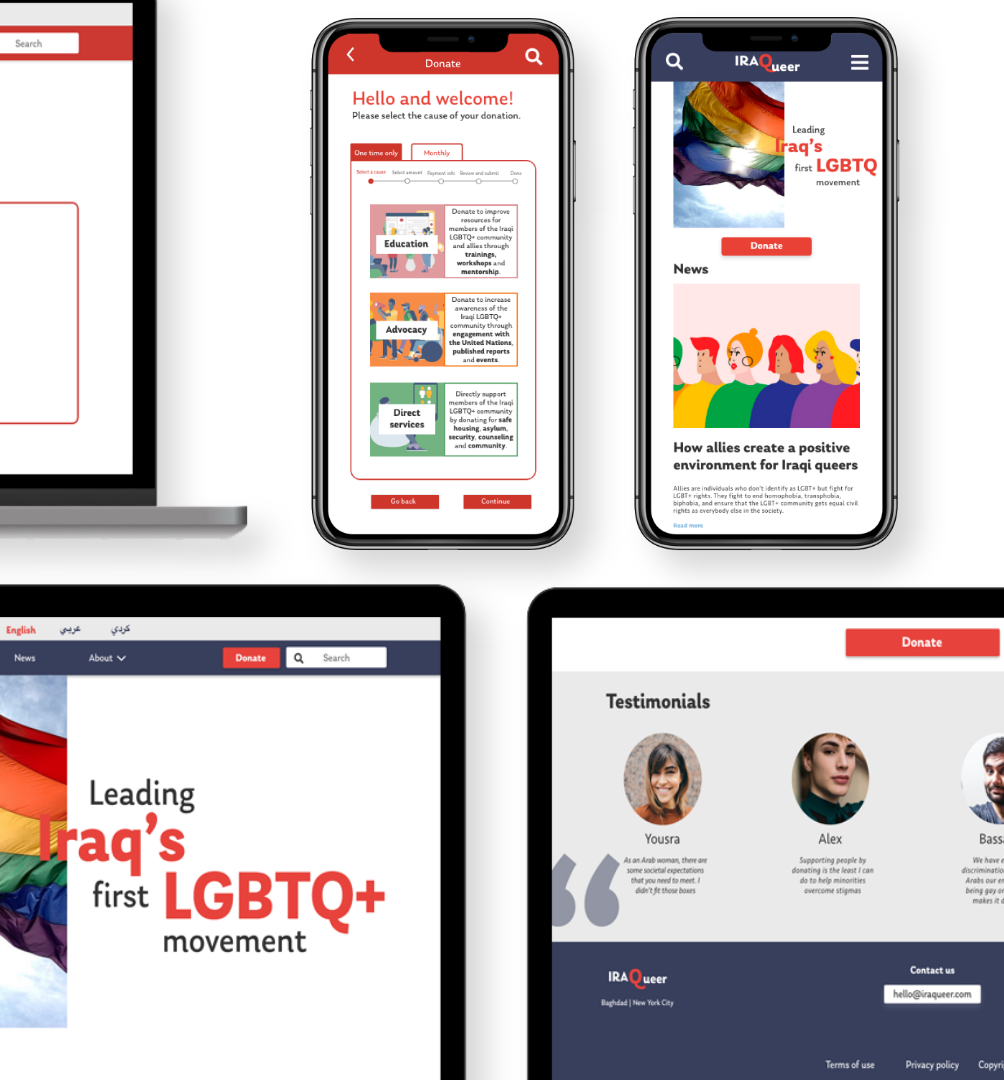 Search
Donate
Hello and welcome!
Please select the cause of your donation.
One time only
Monthly
Select a cause
Select amount
Payment info
Review and submit
Done
Education
Donate to improve
resources for
members of the Iraqi
LGBTQ+ community
and allies through
trainings,
workshops and
mentorship.
Advocacy
Donate to increase
awareness of the
Iraqi LGBTQ+
community through
engagement with
the United Nations,
published reports
and events.
Direct
services
Directly support
members of the Iraqi
LGBTQ+ community
by donating for safe
housing, asylum,
security, counseling
and community.
Go back
Continue
IRAQueer
Leading
Iraq's
first LGBTQ
movement
Donate
News
How allies create a positive
environment for Iraqi queers
Allies are individuals who don't identify as LGBT+ but fight for
LGBT+ rights. They fight to end homophobia, transphobia,
biphobia, and ensure that the LGBT+ community gets equal civil
rights as everybody else in the society.
Read more
English
عربي
كردي
News
About
Donate
Search
Leading
Iraq's
first LGBTQ+
movement
Donate
Testimonials
Yousra
As an Arab woman, there are
some societal expectations
that you need to meet. I
didn't fit those boxes
Alex
Supporting people by
donating is the least I can
do to help minorities
overcome stigmas
Bass
We have
discrimination
Arabs our
being gay or
makes it
IRAQueer
Baghdad | New York City
Contact us
hello@iraqueer.com
Terms of use
Privacy policy
Copyri